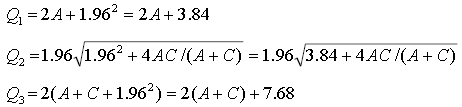 Q₁ = 2A + 1.96² = 2A + 3.84
Q₂ = 1.96√(1.96² + 4AC /(A + C)) = 1.96√(3.84 + 4AC /(A + C))
Q₃ = 2(A + C + 1.96²) = 2(A + C) + 7.68